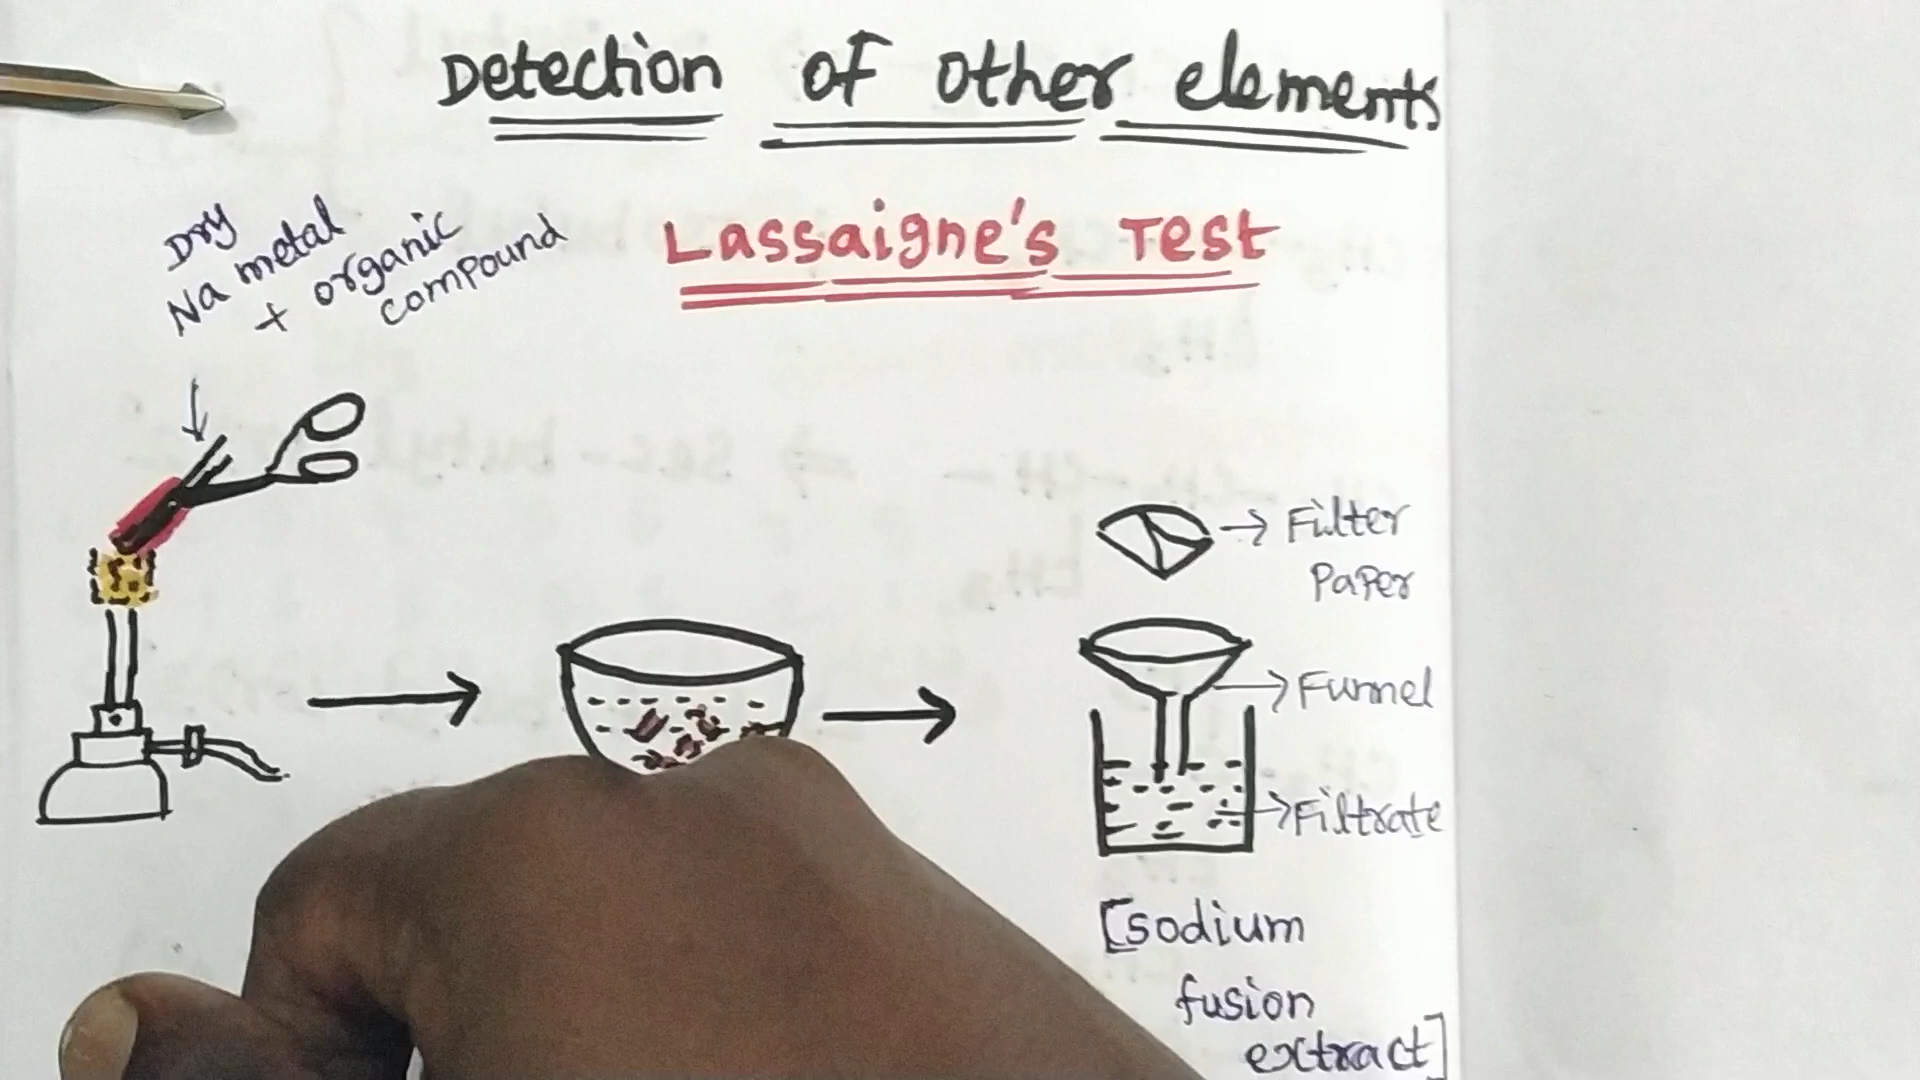 Detection of other elements
Lassaigne's Test
Dry
Na metal
+ organic
compound
Filter
Paper
Funnel
Filtrate
[sodium
fusion
extract]